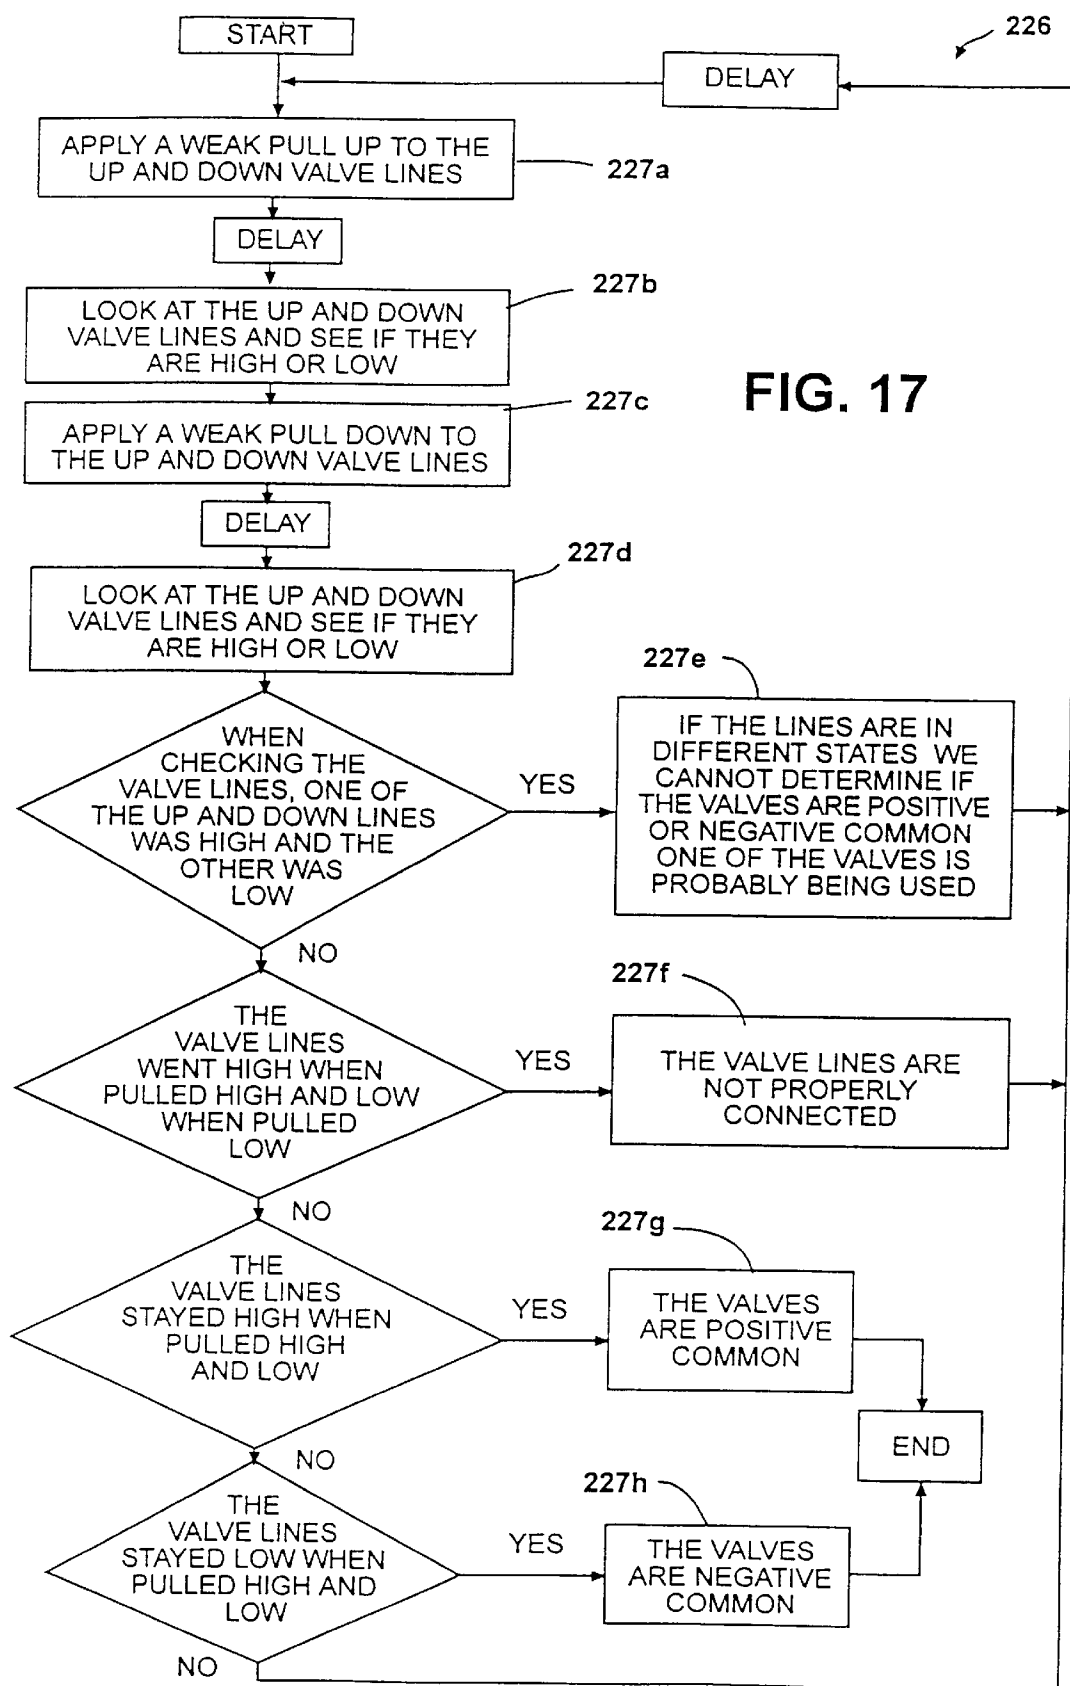 START
DELAY
226
APPLY A WEAK PULL UP TO THE
UP AND DOWN VALVE LINES
227a
DELAY
227b
LOOK AT THE UP AND DOWN
VALVE LINES AND SEE IF THEY
ARE HIGH OR LOW
FIG. 17
227c
APPLY A WEAK PULL DOWN TO
THE UP AND DOWN VALVE LINES
DELAY
227d
LOOK AT THE UP AND DOWN
VALVE LINES AND SEE IF THEY
ARE HIGH OR LOW
WHEN
CHECKING THE
VALVE LINES, ONE OF
THE UP AND DOWN LINES
WAS HIGH AND THE
OTHER WAS
LOW
YES
227e
IF THE LINES ARE IN
DIFFERENT STATES WE
CANNOT DETERMINE IF
THE VALVES ARE POSITIVE
OR NEGATIVE COMMON
ONE OF THE VALVES IS
PROBABLY BEING USED
NO
THE
VALVE LINES
WENT HIGH WHEN
PULLED HIGH AND LOW
WHEN PULLED
LOW
YES
227f
THE VALVE LINES ARE
NOT PROPERLY
CONNECTED
NO
THE
VALVE LINES
STAYED HIGH WHEN
PULLED HIGH
AND LOW
YES
227g
THE VALVES
ARE POSITIVE
COMMON
END
NO
THE
VALVE LINES
STAYED LOW WHEN
PULLED HIGH AND
LOW
YES
227h
THE VALVES
ARE NEGATIVE
COMMON
NO